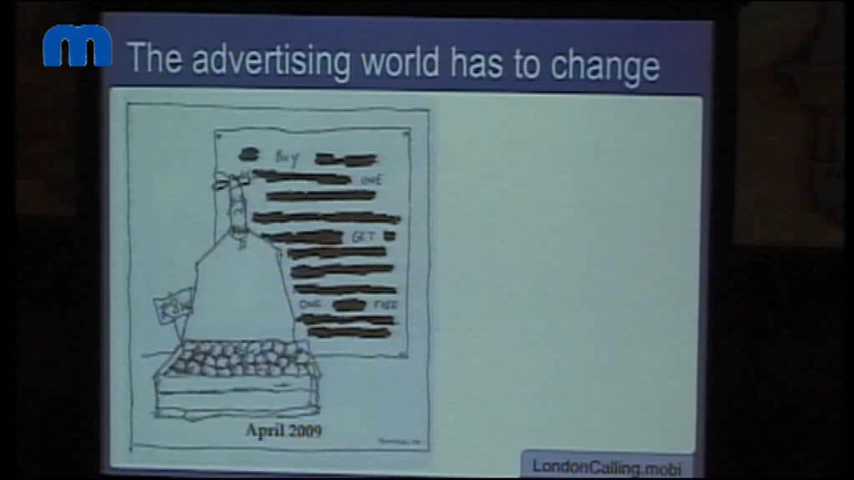 m
The advertising world has to change
BUY
ONE
GET
ONE FREE
April 2009
LondonCalling.mobi